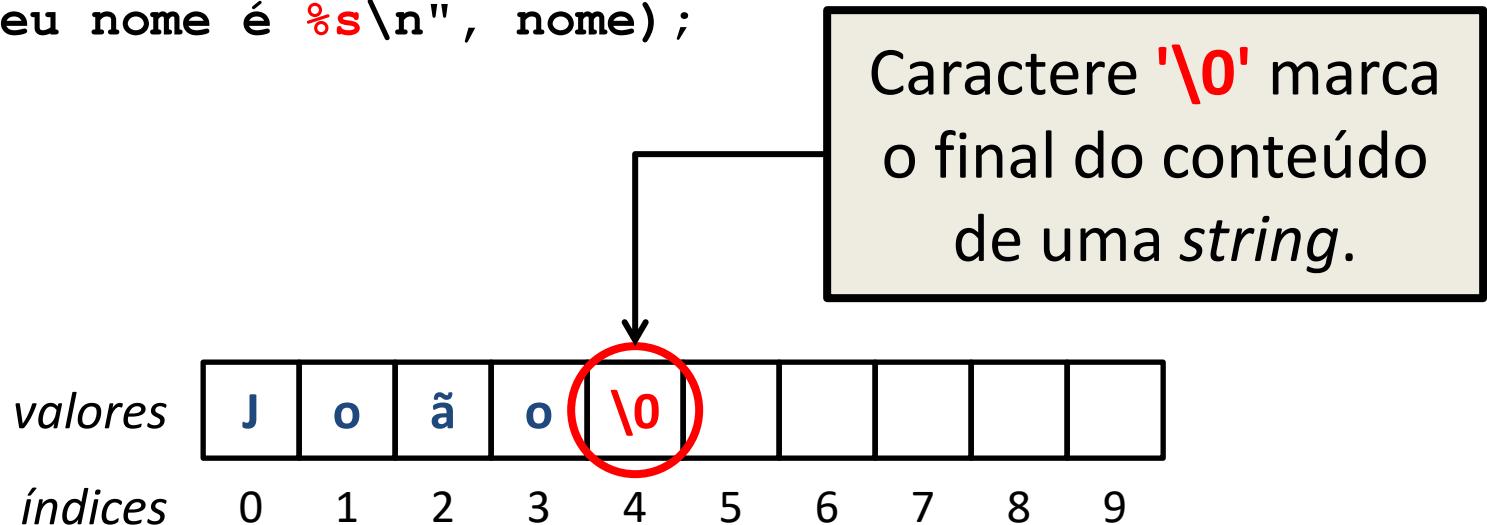 eu nome é %s\n", nome);
Caractere '\0' marca
o final do conteúdo
de uma string.
valores J o ã o \0
índices 0 1 2 3 4 5 6 7 8 9